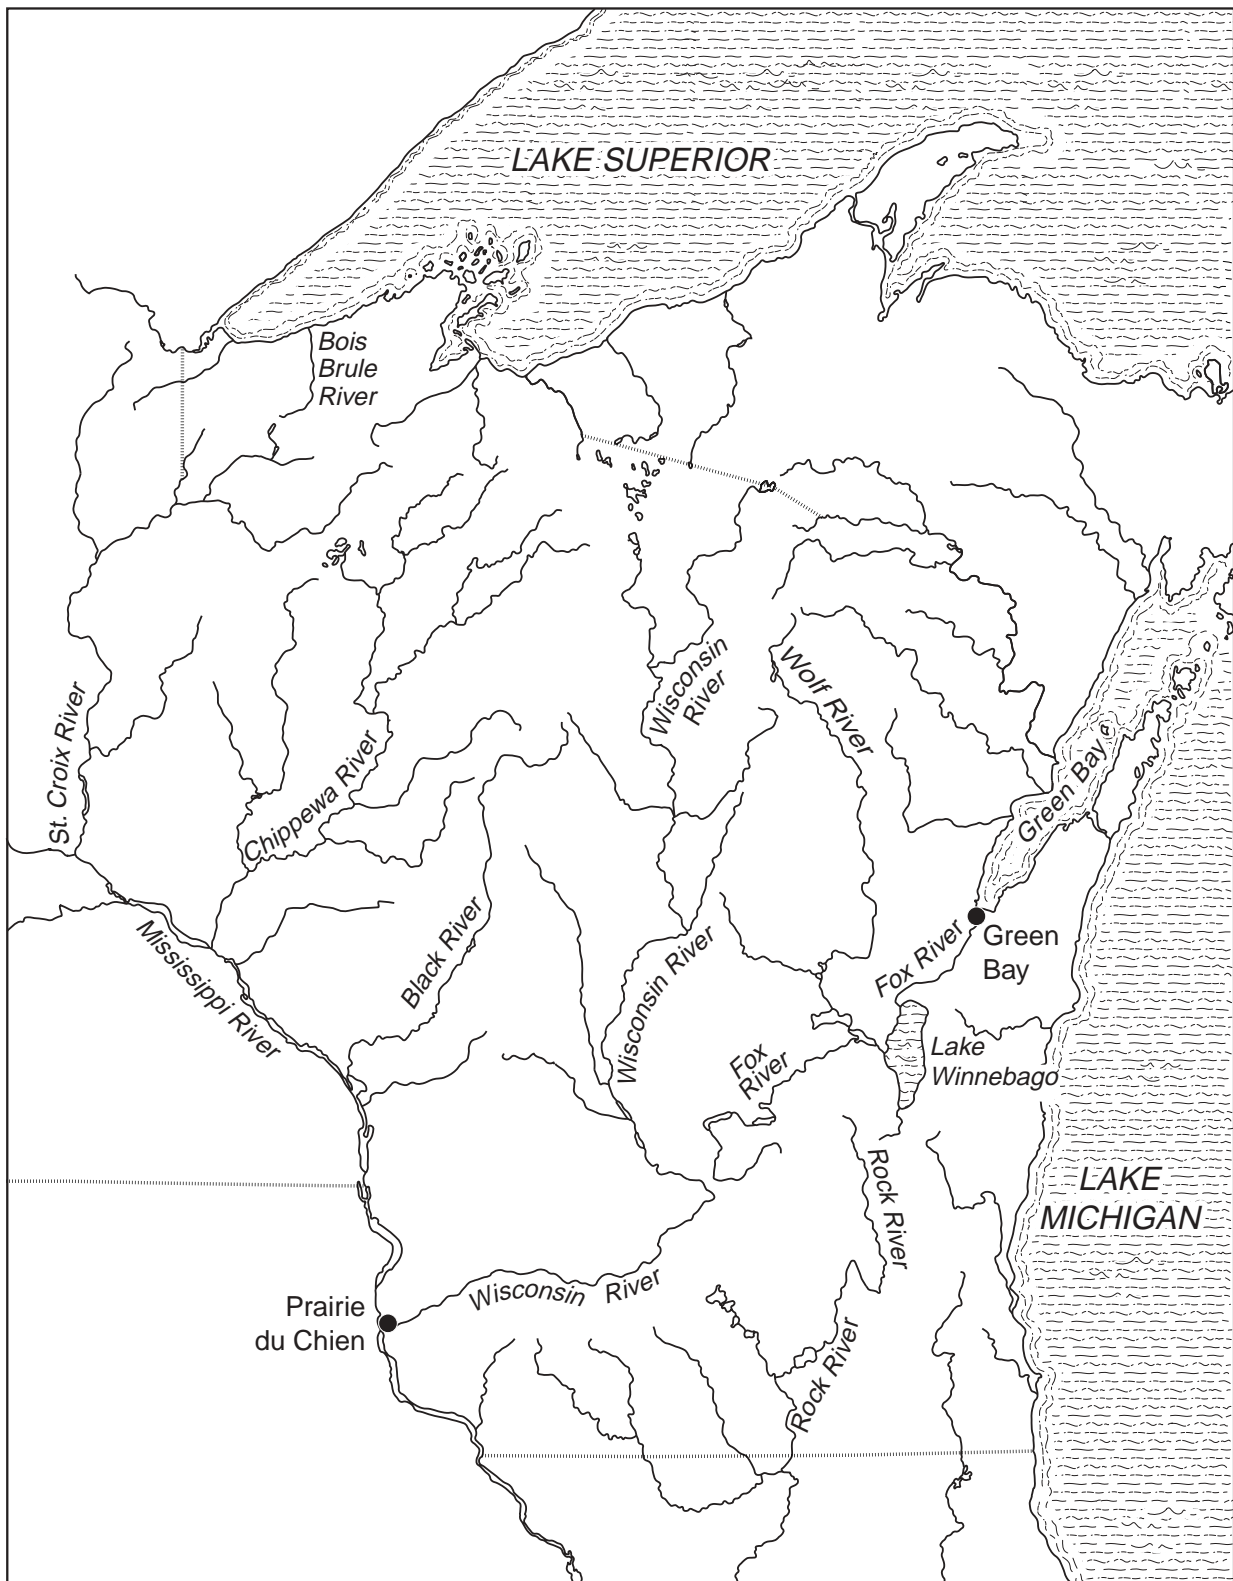 LAKE SUPERIOR
Bois
Brule
River
Wisconsin
River
Wolf River
St. Croix River
Chippewa River
Green Bay
Mississippi River
Black River
Wisconsin River
Fox River
Green
Bay
Fox
River
Lake
Winnebago
Rock River
LAKE
MICHIGAN
Wisconsin River
Prairie
du Chien
Rock River